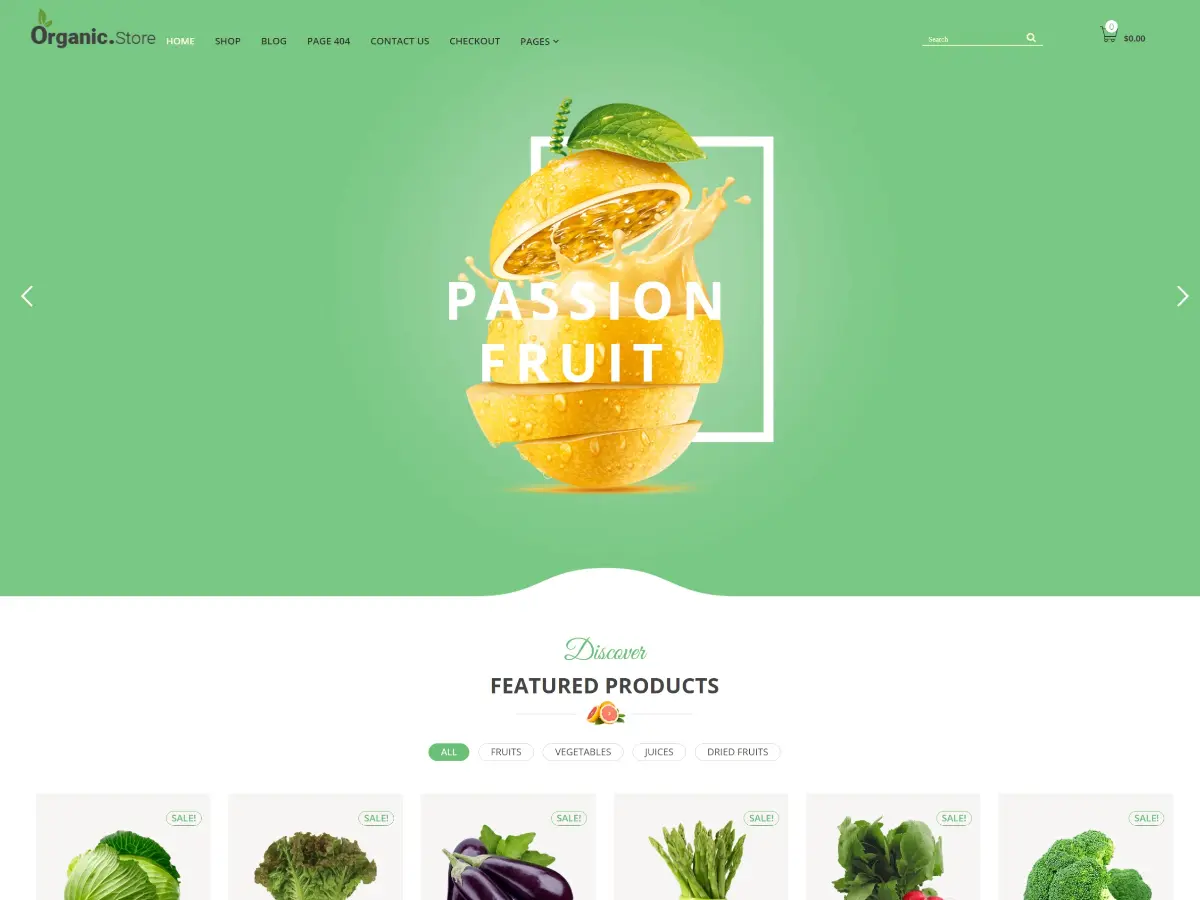 Organic.Store
HOME SHOP BLOG PAGE 404 CONTACT US CHECKOUT PAGES
Search
0
$0.00
PASSION
FRUIT
Discover
FEATURED PRODUCTS
ALL FRUITS VEGETABLES JUICES DRIED FRUITS
SALE! SALE! SALE! SALE! SALE! SALE!